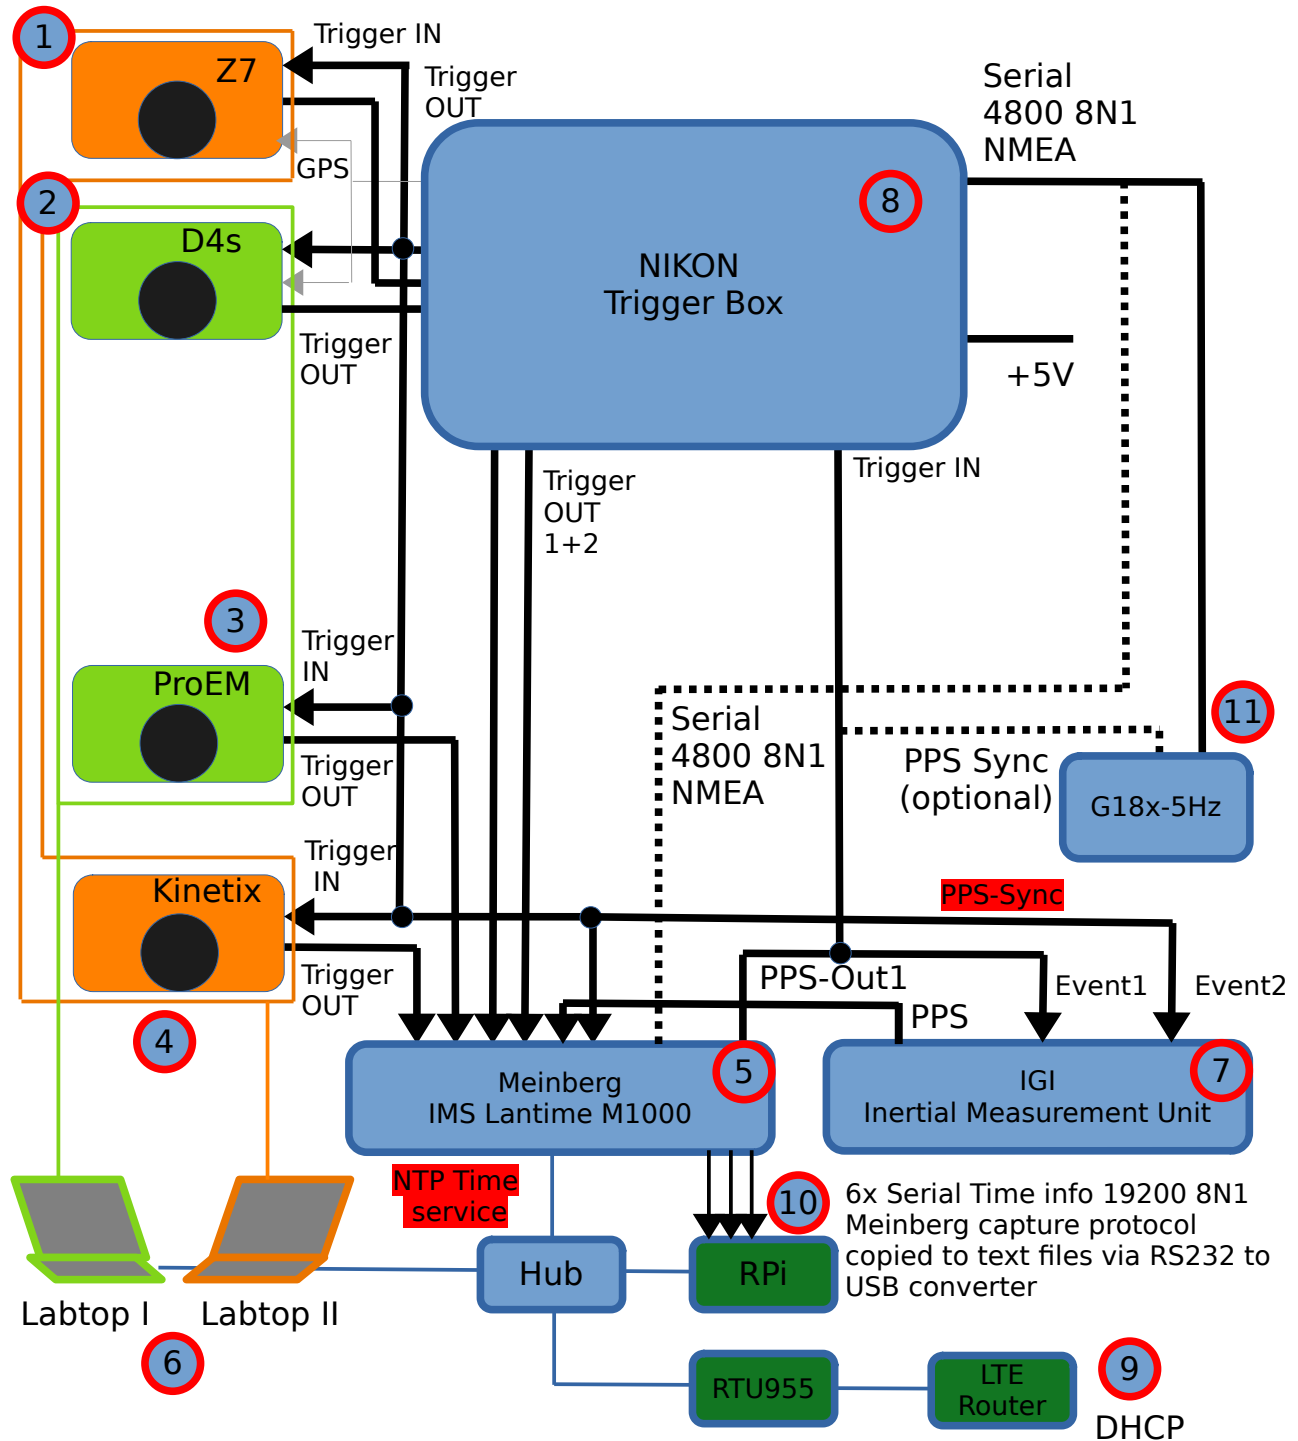 1
Trigger IN
Z7
Trigger
OUT
Serial
4800 8N1
NMEA
GPS
2
8
D4s
NIKON
Trigger Box
Trigger
OUT
+5V
Trigger IN
Trigger
OUT
1+2
3
Trigger
IN
ProEM
11
Serial
4800 8N1
NMEA
PPS Sync
(optional)
Trigger
OUT
G18x-5Hz
Trigger
IN
Kinetix
PPS-Sync
Trigger
OUT
PPS-Out1
Event1
Event2
PPS
4
5
7
Meinberg
IMS Lantime M1000
IGI
Inertial Measurement Unit
NTP Time
service
10
6x Serial Time info 19200 8N1
Meinberg capture protocol
copied to text files via RS232 to
USB converter
Hub
RPi
Labtop I
Labtop II
6
RTU955
LTE
Router
9
DHCP